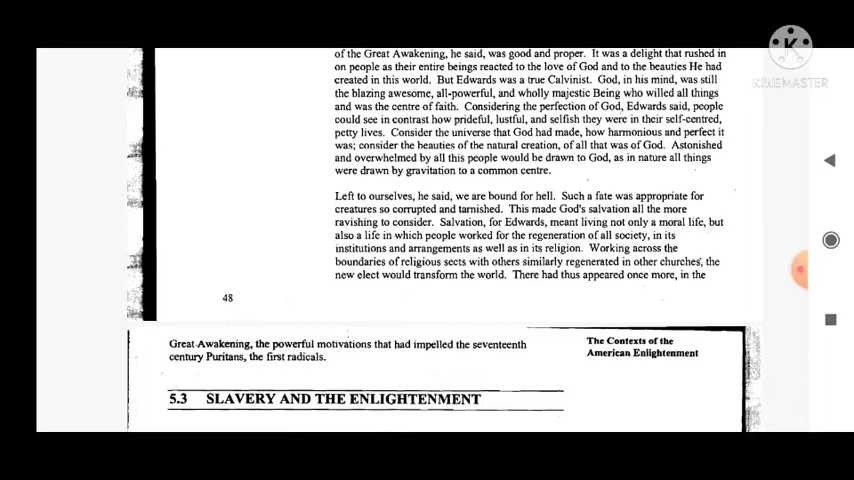 of the Great Awakening, he said, was good and proper. It was a delight that rushed in
on people as their entire beings reacted to the love of God and to the beauties He had
created in this world. But Edwards was a true Calvinist. God, in his mind, was still
the blazing awesome, all-powerful, and wholly majestic Being who willed all things
and was the centre of faith. Considering the perfection of God, Edwards said, people
could see in contrast how prideful, lustful, and selfish they were in their self-centred,
petty lives. Consider the universe that God had made, how harmonious and perfect it
was; consider the beauties of the natural creation, of all that was of God. Astonished
and overwhelmed by all this people would be drawn to God, as in nature all things
were drawn by gravitation to a common centre.
Left to ourselves, he said, we are bound for hell. Such a fate was appropriate for
creatures so corrupted and tarnished. This made God's salvation all the more
ravishing to consider. Salvation, for Edwards, meant living not only a moral life, but
also a life in which people worked for the regeneration of all society, in its
institutions and arrangements as well as in its religion. Working across the
boundaries of religious sects with others similarly regenerated in other churches, the
new elect would transform the world. There had thus appeared once more, in the
48
Great Awakening, the powerful motivations that had impelled the seventeenth
century Puritans, the first radicals.
The Contexts of the
American Enlightenment
5.3 SLAVERY AND THE ENLIGHTENMENT
K
KINEMASTER